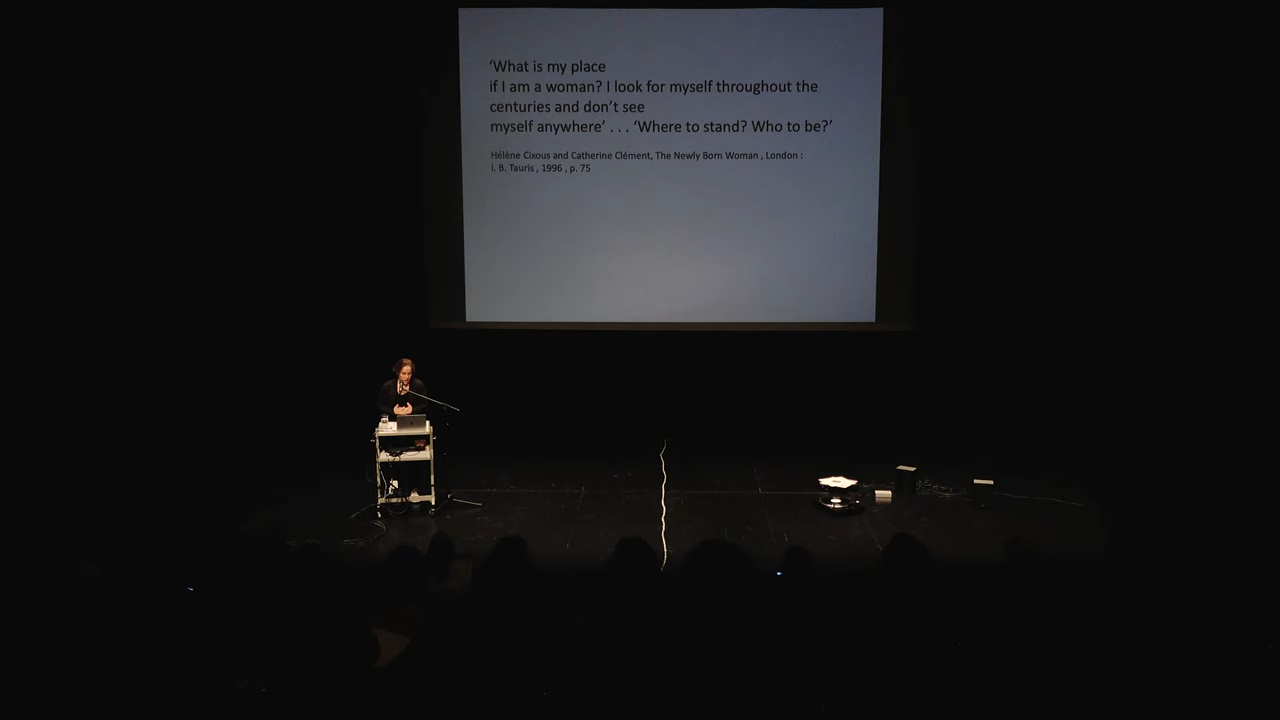 ‘What is my place
if I am a woman? I look for myself throughout the
centuries and don’t see
myself anywhere’ . . . ‘Where to stand? Who to be?’
Hélène Cixous and Catherine Clément, The Newly Born Woman , London :
I. B. Tauris , 1996 , p. 75